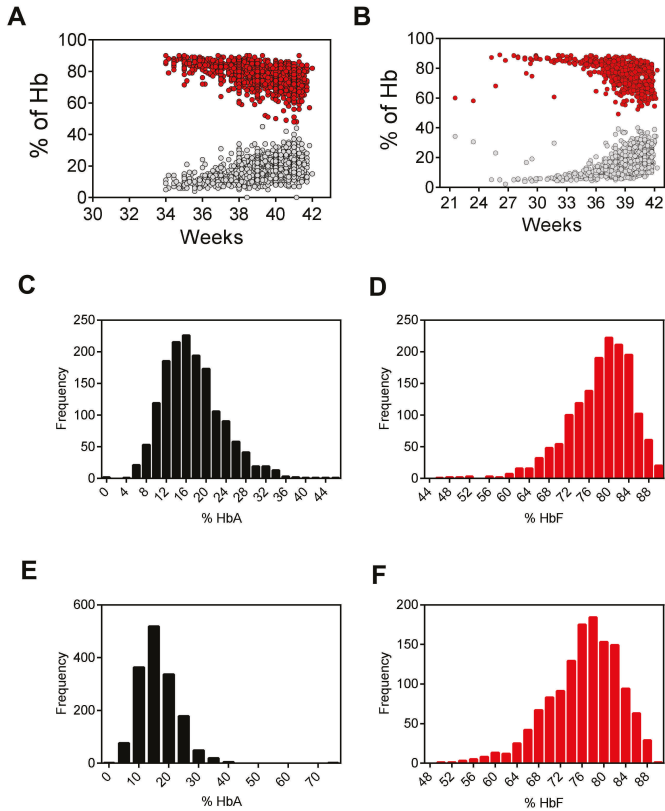 A
% of Hb
100
80
60
40
20
0
30 32 34 36 38 40 42
Weeks
B
% of Hb
100
80
60
40
20
0
21 24 27 30 33 36 39 42
Weeks
C
Frequency
250
200
150
100
50
0
0 4 8 12 16 20 24 28 32 36 40 44
% HbA
D
Frequency
250
200
150
100
50
0
44 48 52 56 60 64 68 72 76 80 84 88
% HbF
E
Frequency
600
400
200
0
0 10 20 30 40 50 60 70
% HbA
F
Frequency
200
150
100
50
0
48 52 56 60 64 68 72 76 80 84 88
% HbF